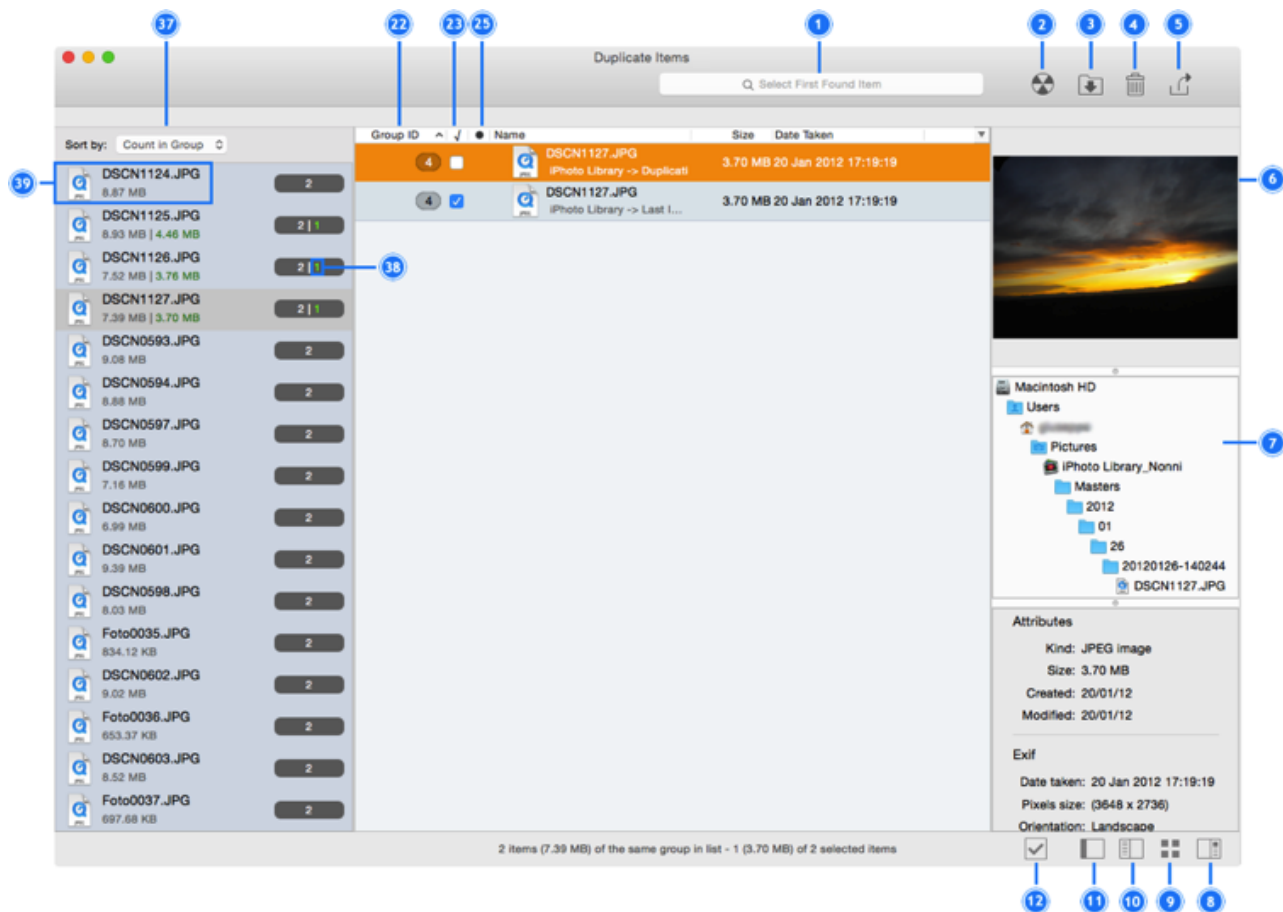 37
22
23
25
1
2
3
4
5
Duplicate Items
Select First Found Item
Sort by: Count in Group
Group ID √ Name Size Date Taken
39
DSCN1124.JPG
8.87 MB
2
DSCN1125.JPG
8.93 MB | 4.46 MB
2 | 1
DSCN1126.JPG
7.52 MB | 3.76 MB
2 | 1
38
DSCN1127.JPG
7.39 MB | 3.70 MB
2 | 1
DSCN0593.JPG
9.08 MB
2
DSCN0594.JPG
8.88 MB
2
DSCN0597.JPG
8.70 MB
2
DSCN0599.JPG
7.16 MB
2
DSCN0600.JPG
6.99 MB
2
DSCN0601.JPG
9.39 MB
2
DSCN0598.JPG
8.03 MB
2
Foto0035.JPG
834.12 KB
2
DSCN0602.JPG
9.02 MB
2
Foto0036.JPG
653.37 KB
2
DSCN0603.JPG
8.52 MB
2
Foto0037.JPG
697.68 KB
2
4 DSCN1127.JPG 3.70 MB 20 Jan 2012 17:19:19
iPhoto Library -> Duplicati
4 DSCN1127.JPG 3.70 MB 20 Jan 2012 17:19:19
iPhoto Library -> Last I...
6
Macintosh HD
Users
Pictures
7
iPhoto Library_Nonni
Masters
2012
01
26
20120126-140244
DSCN1127.JPG
Attributes
Kind: JPEG image
Size: 3.70 MB
Created: 20/01/12
Modified: 20/01/12
Exif
Date taken: 20 Jan 2012 17:19:19
Pixels size: (3648 x 2736)
Orientation: Landscape
2 items (7.39 MB) of the same group in list - 1 (3.70 MB) of 2 selected items
12
11
10
9
8